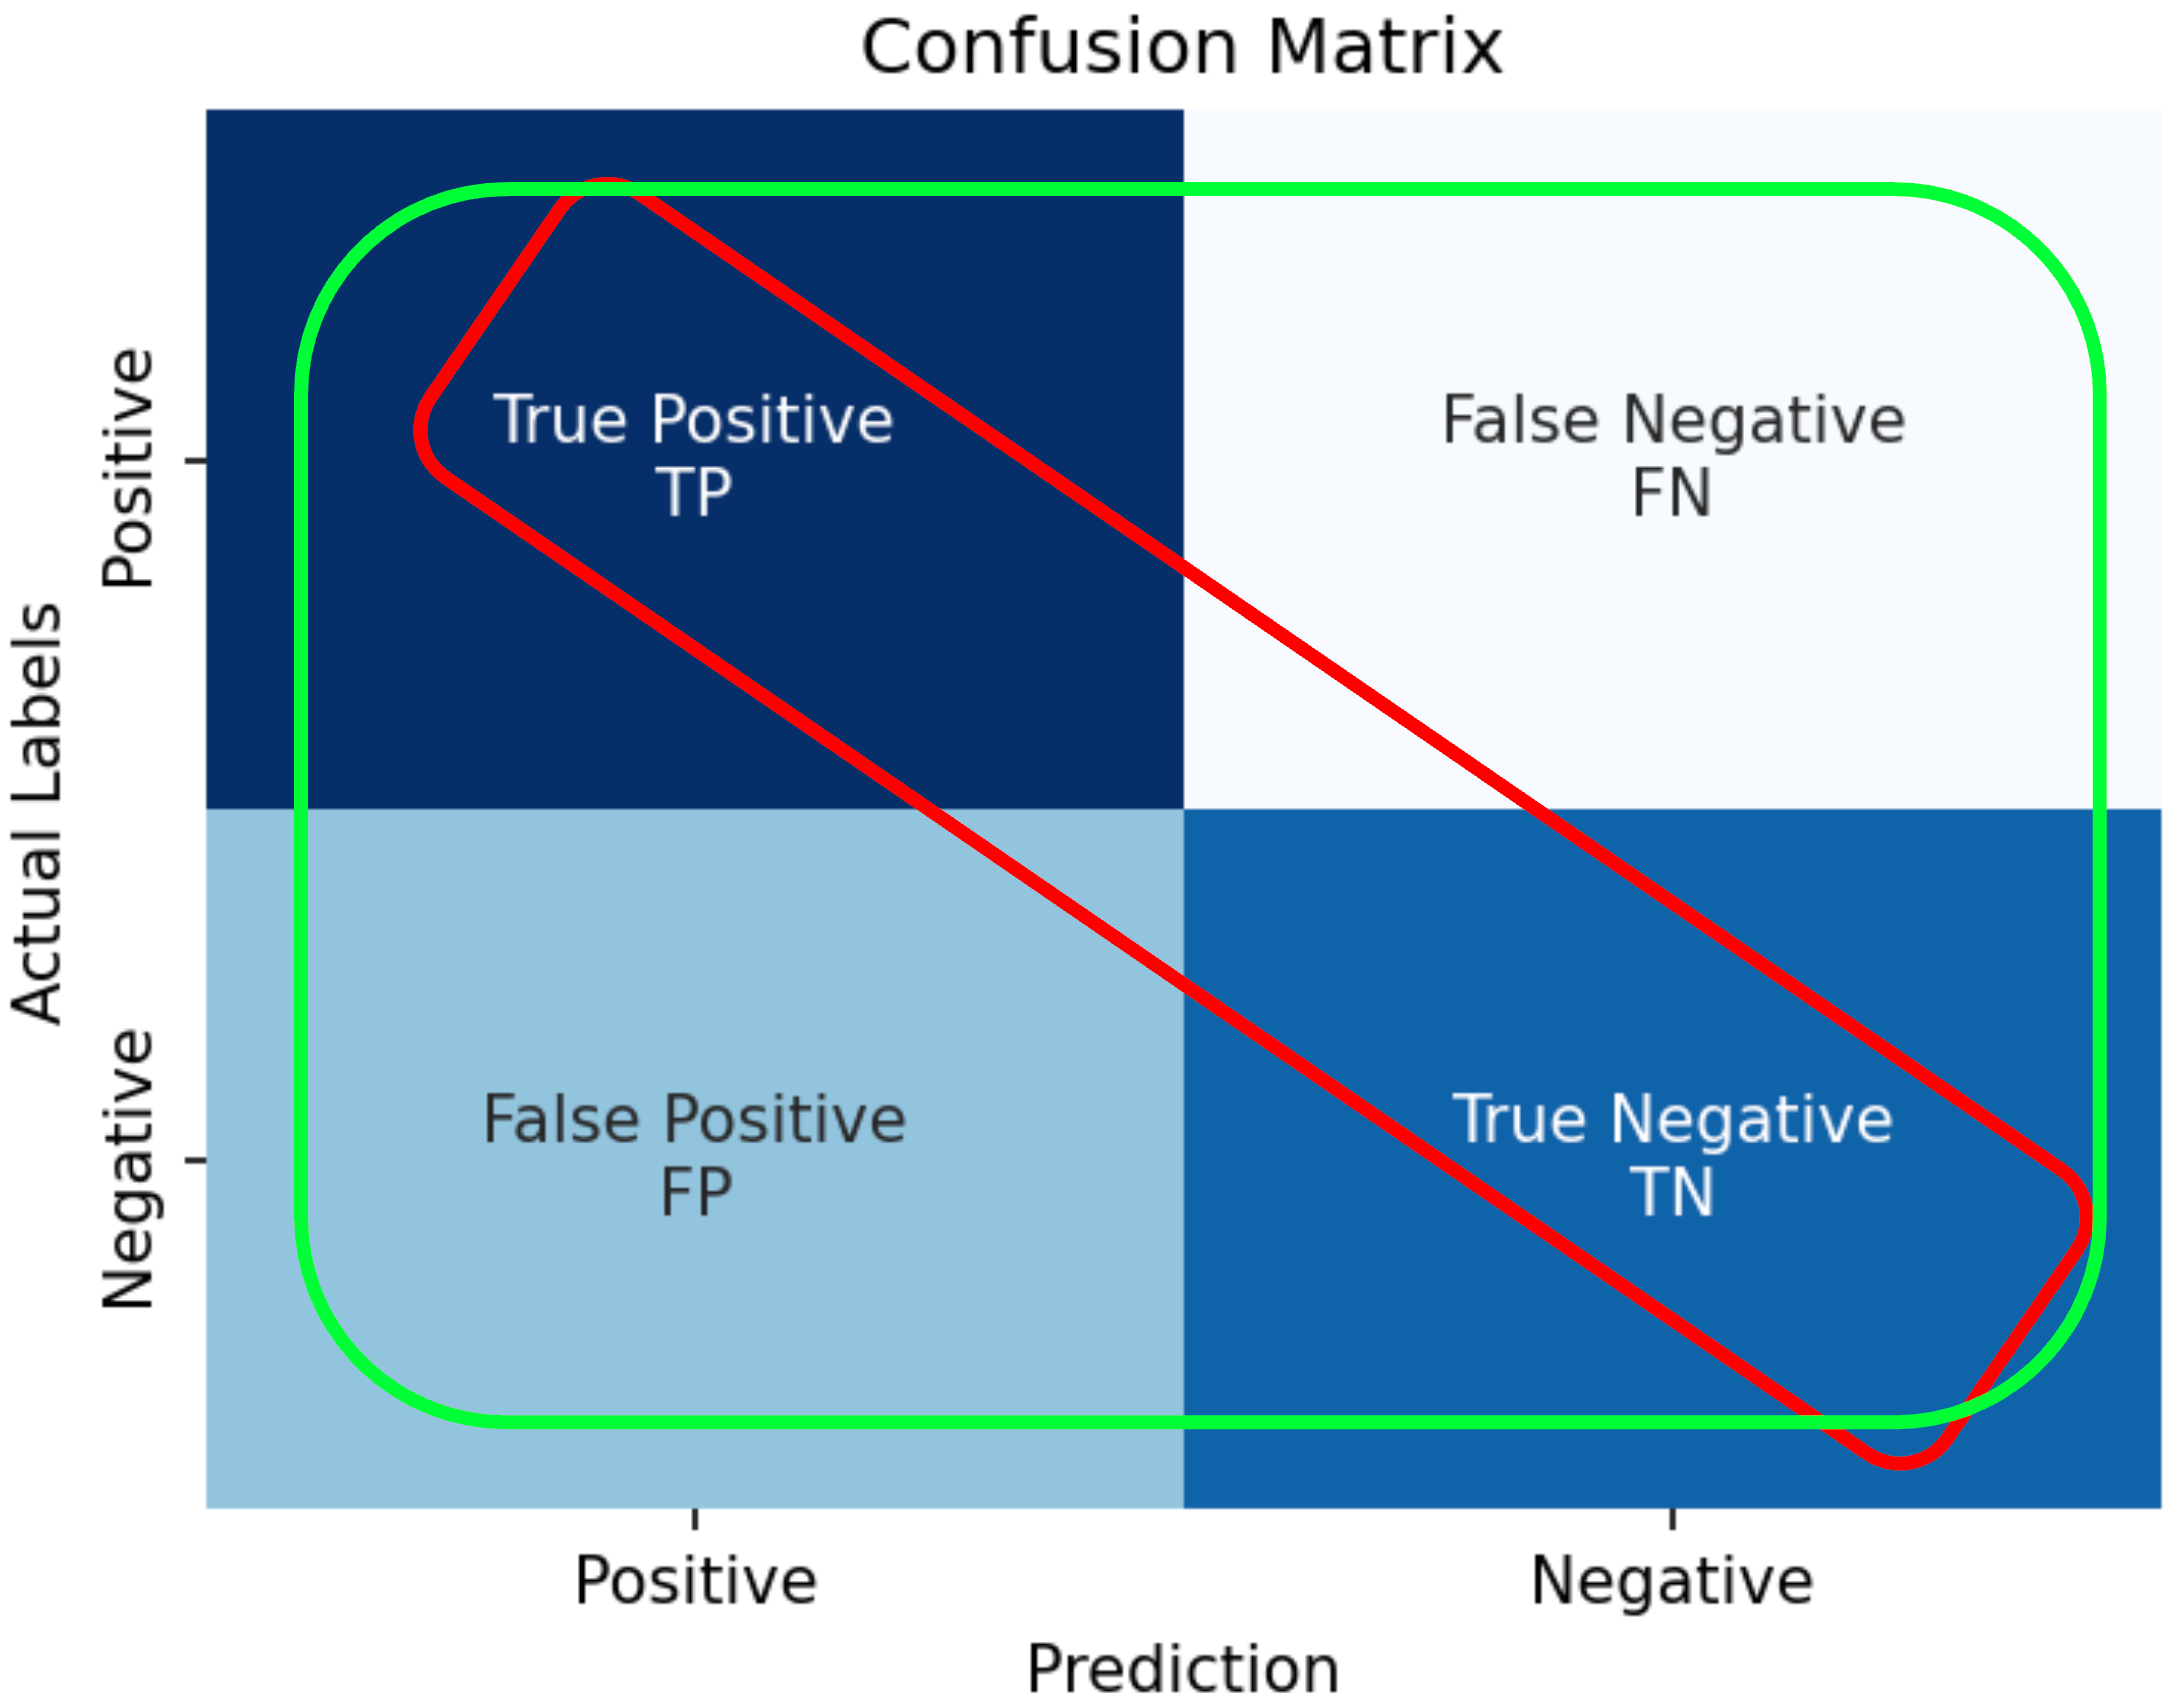 Confusion Matrix
Actual Labels
Positive
True Positive
TP
False Negative
FN
Negative
False Positive
FP
True Negative
TN
Positive
Negative
Prediction